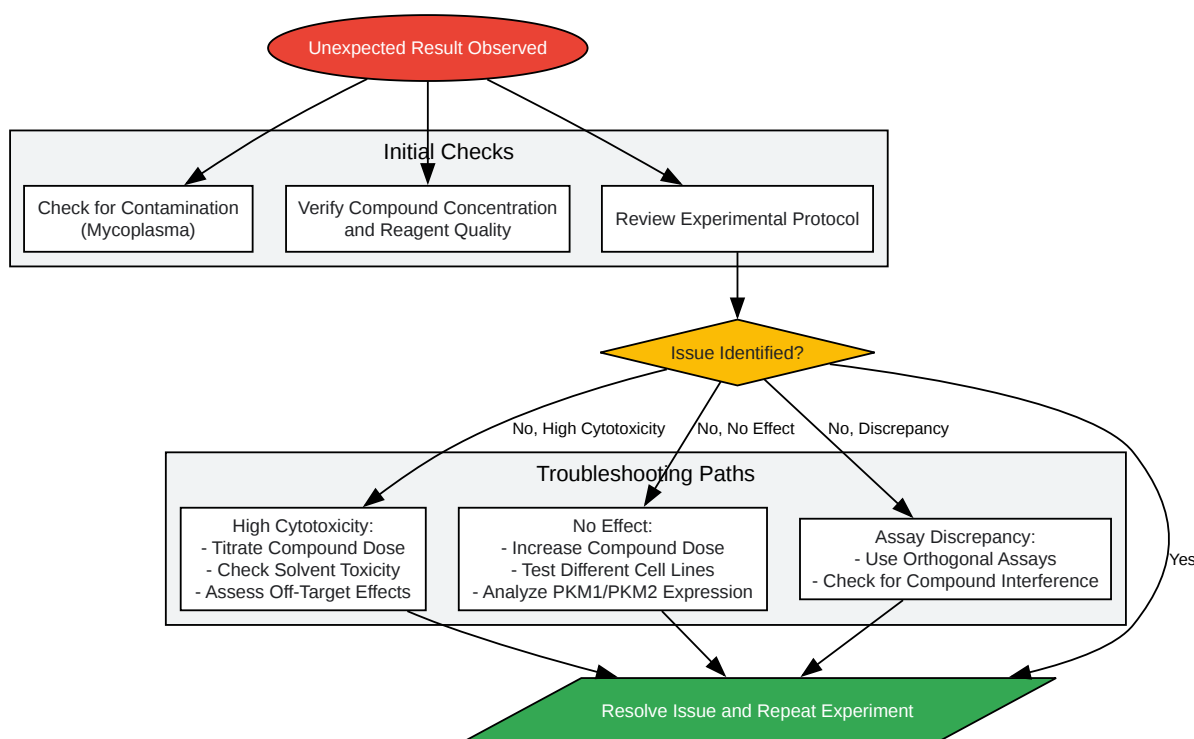 Unexpected Result Observed
Initial Checks
Check for Contamination
(Mycoplasma)
Verify Compound Concentration
and Reagent Quality
Review Experimental Protocol
Issue Identified?
No, High Cytotoxicity
No, No Effect
No, Discrepancy
Yes
Troubleshooting Paths
High Cytotoxicity:
- Titrate Compound Dose
- Check Solvent Toxicity
- Assess Off-Target Effects
No Effect:
- Increase Compound Dose
- Test Different Cell Lines
- Analyze PKM1/PKM2 Expression
Assay Discrepancy:
- Use Orthogonal Assays
- Check for Compound Interference
Resolve Issue and Repeat Experiment